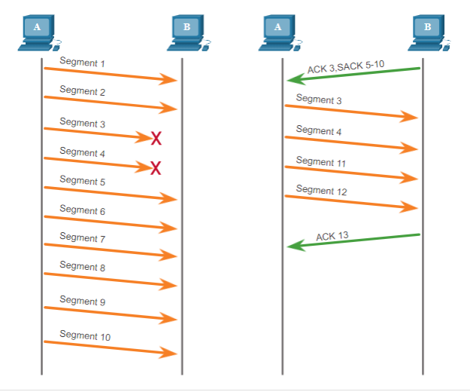 A
B
Segment 1
Segment 2
Segment 3
Segment 4
Segment 5
Segment 6
Segment 7
Segment 8
Segment 9
Segment 10
A
B
ACK 3,SACK 5-10
Segment 3
Segment 4
Segment 11
Segment 12
ACK 13